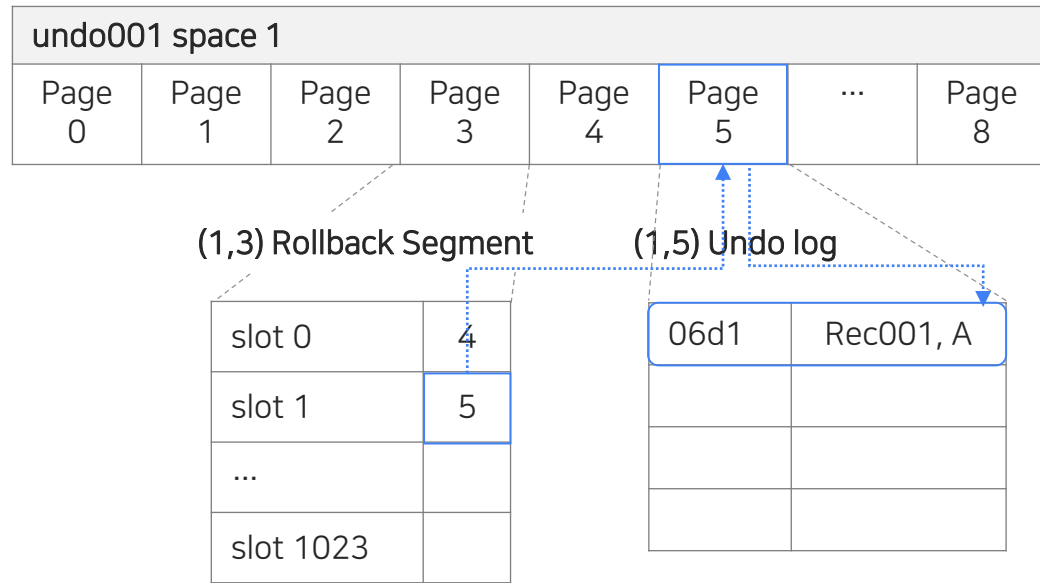 undo001 space 1
Page 0
Page 1
Page 2
Page 3
Page 4
Page 5
...
Page 8
(1,3) Rollback Segment
(1,5) Undo log
slot 0 4
slot 1 5
...
slot 1023
06d1 Rec001, A